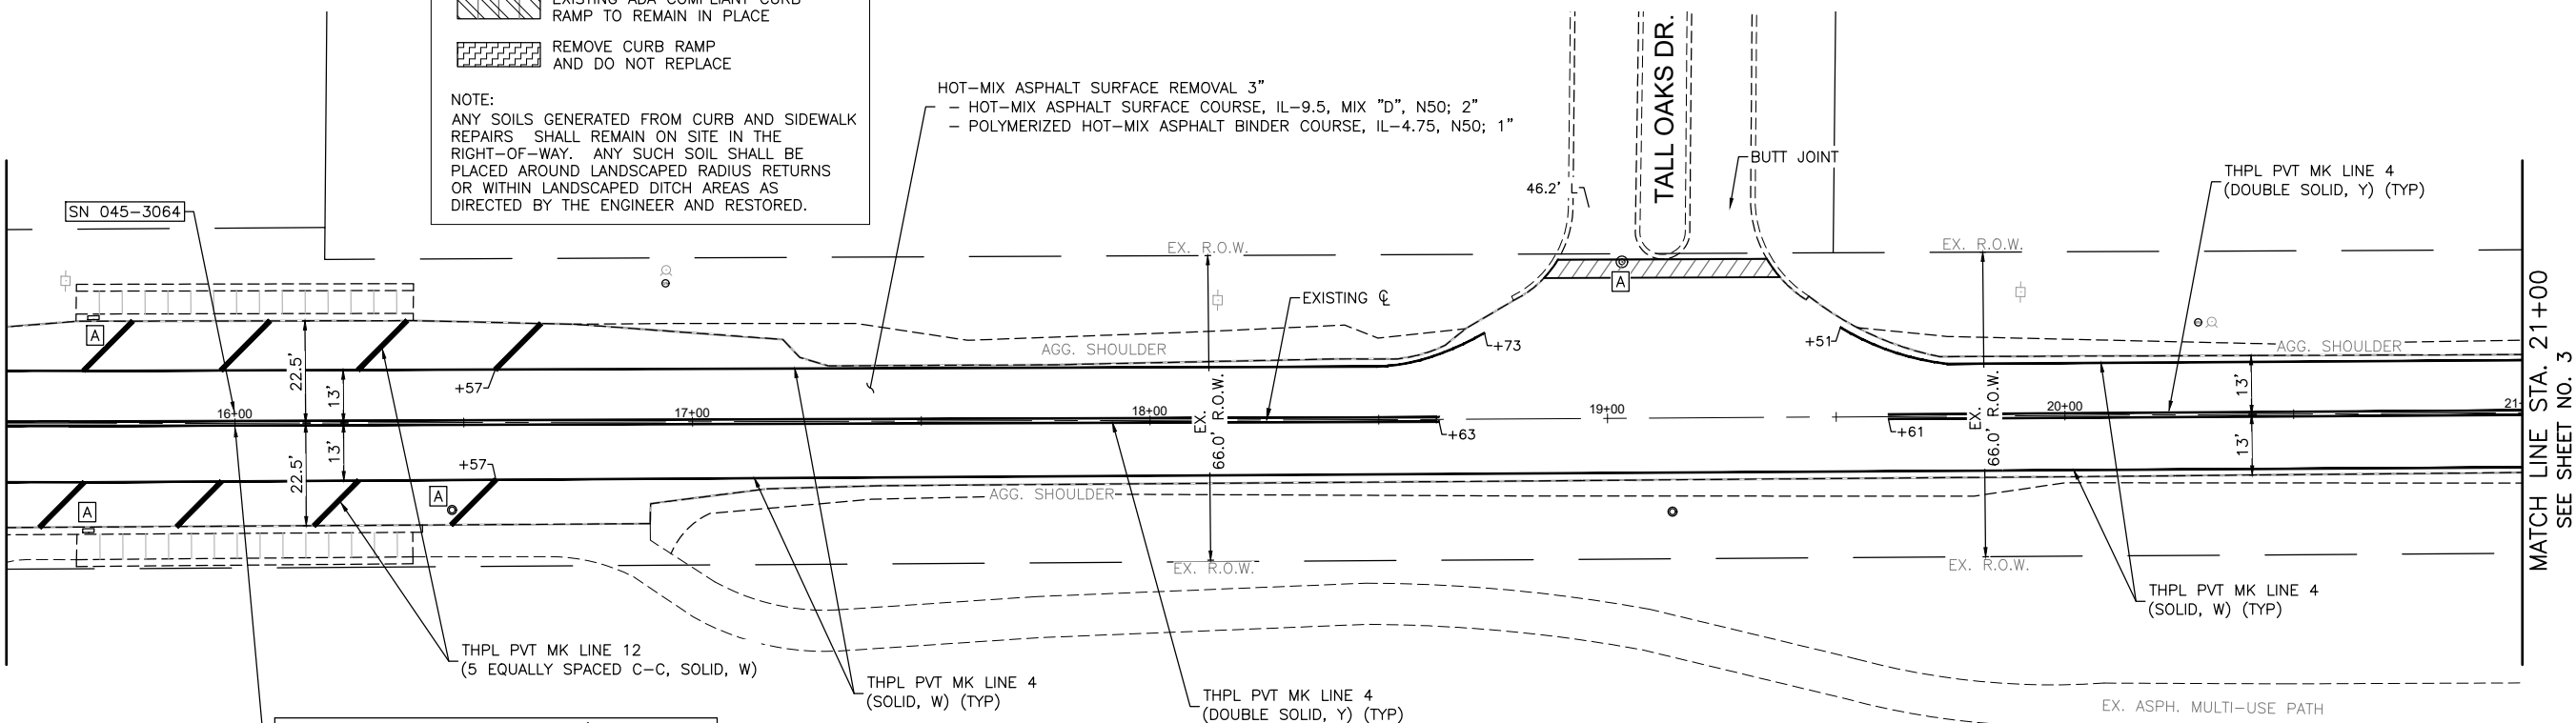 EXISTING ADA COMPLIANT CURB
RAMP TO REMAIN IN PLACE
REMOVE CURB RAMP
AND DO NOT REPLACE
NOTE:
ANY SOILS GENERATED FROM CURB AND SIDEWALK
REPAIRS SHALL REMAIN ON SITE IN THE
RIGHT-OF-WAY. ANY SUCH SOIL SHALL BE
PLACED AROUND LANDSCAPED RADIUS RETURNS
OR WITHIN LANDSCAPED DITCH AREAS AS
DIRECTED BY THE ENGINEER AND RESTORED.
HOT-MIX ASPHALT SURFACE REMOVAL 3"
- HOT-MIX ASPHALT SURFACE COURSE, IL-9.5, MIX "D", N50; 2"
- POLYMERIZED HOT-MIX ASPHALT BINDER COURSE, IL-4.75, N50; 1"
TALL OAKS DR.
BUTT JOINT
46.2' L
THPL PVT MK LINE 4
(DOUBLE SOLID, Y) (TYP)
SN 045-3064
EX. R.O.W.
EX. R.O.W.
A
EXISTING ℄
A
22.5'
13'
AGG. SHOULDER
+73
+51
AGG. SHOULDER
+57
13'
16+00
17+00
18+00
19+00
20+00
21
EX. R.O.W.
66.0'
EX. R.O.W.
66.0'
+63
+61
22.5'
13'
+57
13'
A
A
AGG. SHOULDER
EX. R.O.W.
EX. R.O.W.
MATCH LINE STA. 21+00
SEE SHEET NO. 3
THPL PVT MK LINE 4
(SOLID, W) (TYP)
THPL PVT MK LINE 12
(5 EQUALLY SPACED C-C, SOLID, W)
THPL PVT MK LINE 4
(SOLID, W) (TYP)
THPL PVT MK LINE 4
(DOUBLE SOLID, Y) (TYP)
EX. ASPH. MULTI-USE PATH